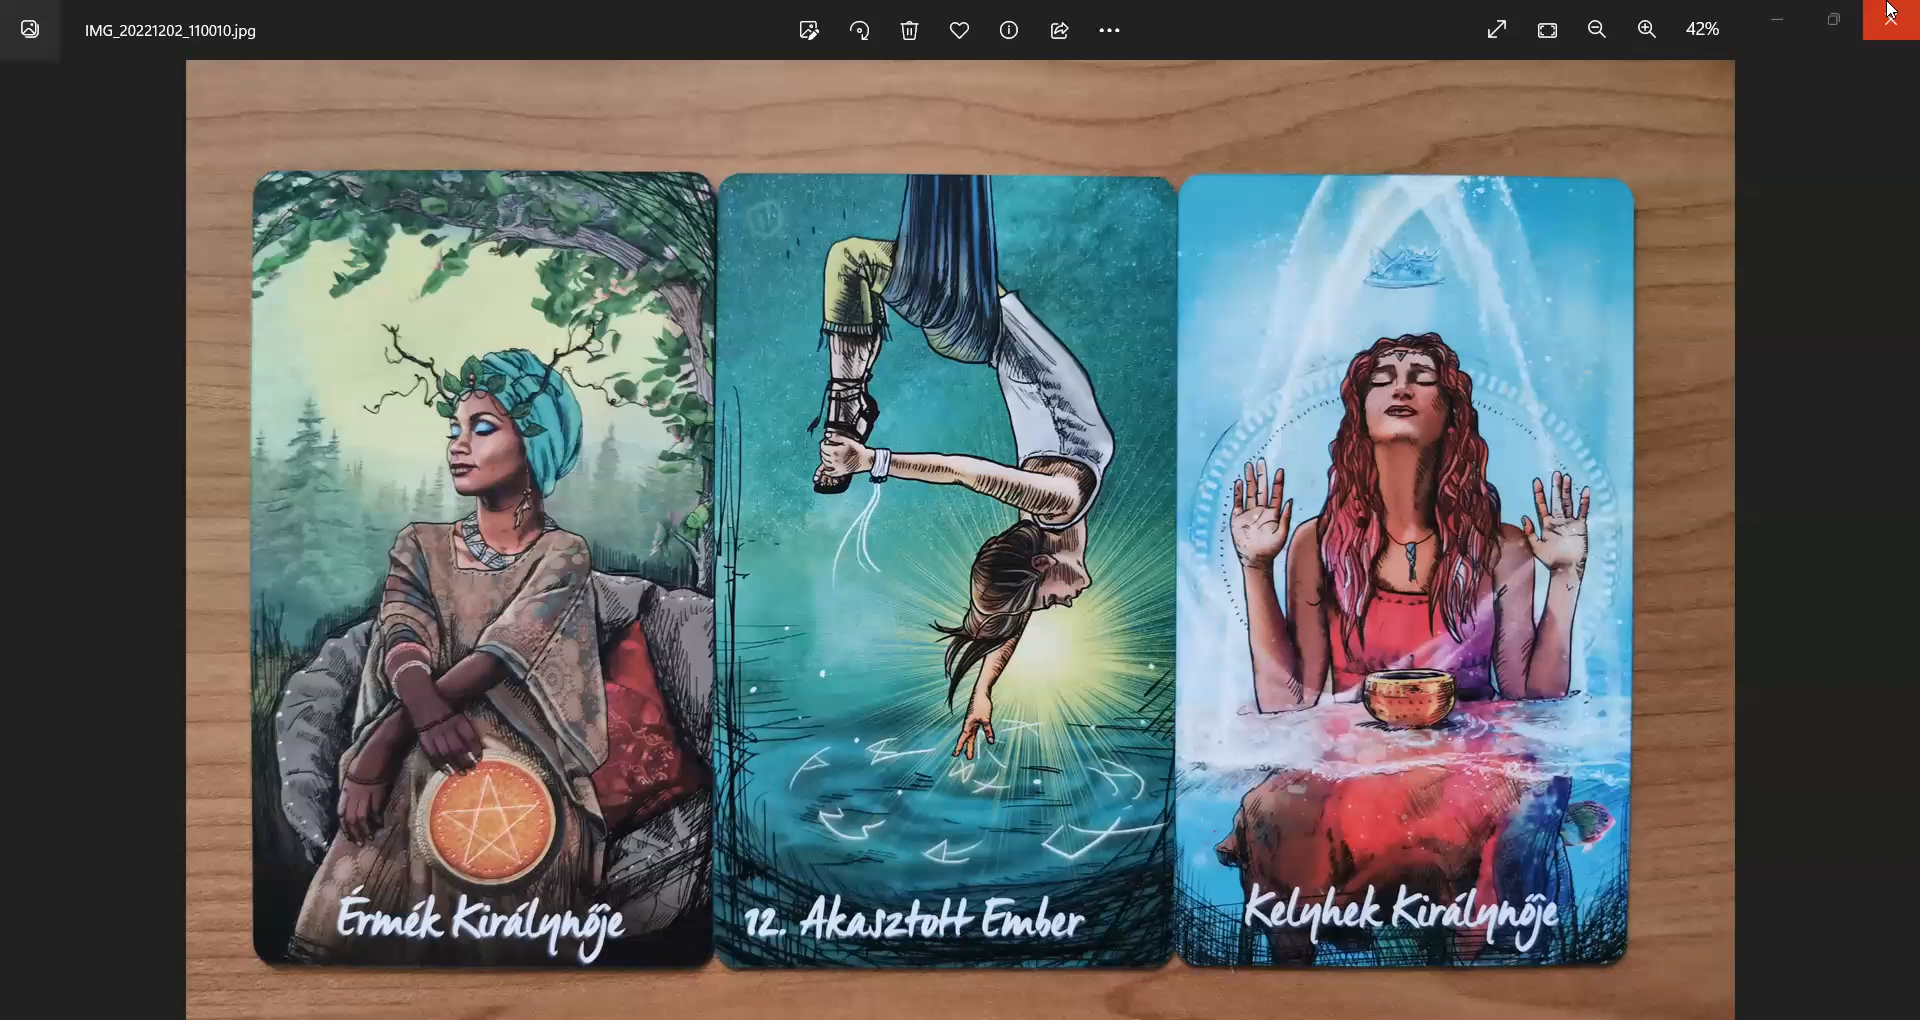 IMG_20221202_110010.jpg
42%
Érmék Királynője
12. Akasztott Ember
Kelyhek Királynője